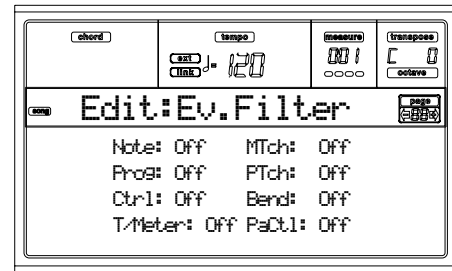 chord tempo measure transpose
ext link ♩= 120 001 C 0
octave
song Edit:Ev.Filter page
Note: Off MTch: Off
Prog: Off PTch: Off
Ctrl: Off Bend: Off
T/Meter: Off PaCtl: Off